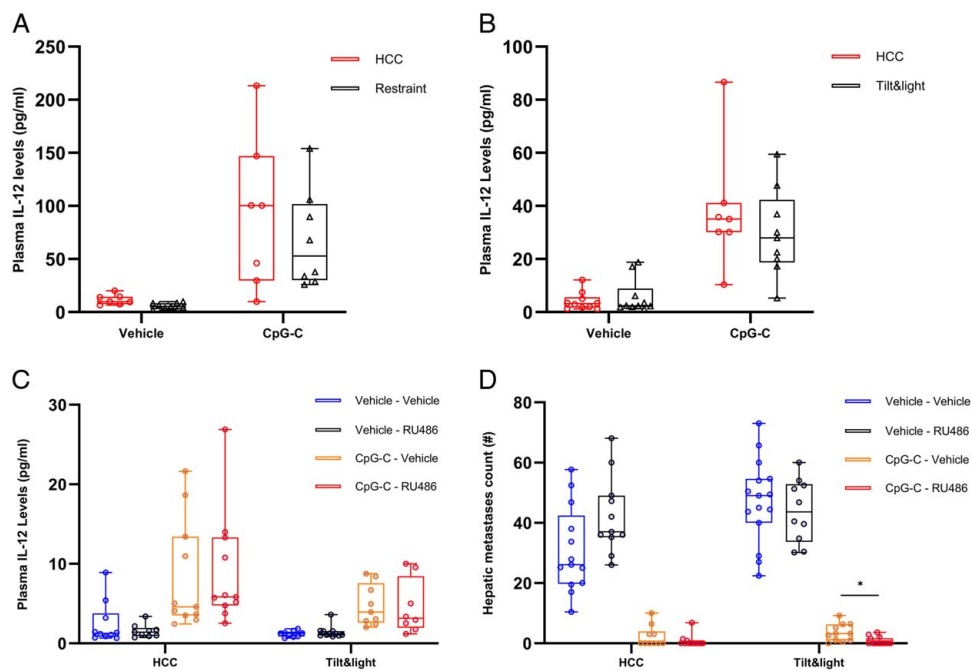 A
Plasma IL-12 levels (pg/ml)
250
200
150
100
50
0
HCC
Restraint
Vehicle
CpG-C
B
Plasma IL-12 Levels (pg/ml)
100
80
60
40
20
0
HCC
Tilt&light
Vehicle
CpG-C
C
Plasma IL-12 Levels (pg/ml)
30
20
10
0
Vehicle - Vehicle
Vehicle - RU486
CpG-C - Vehicle
CpG-C - RU486
HCC
Tilt&light
D
Hepatic metastases count (#)
80
60
40
20
0
Vehicle - Vehicle
Vehicle - RU486
CpG-C - Vehicle
CpG-C - RU486
*
HCC
Tilt&light